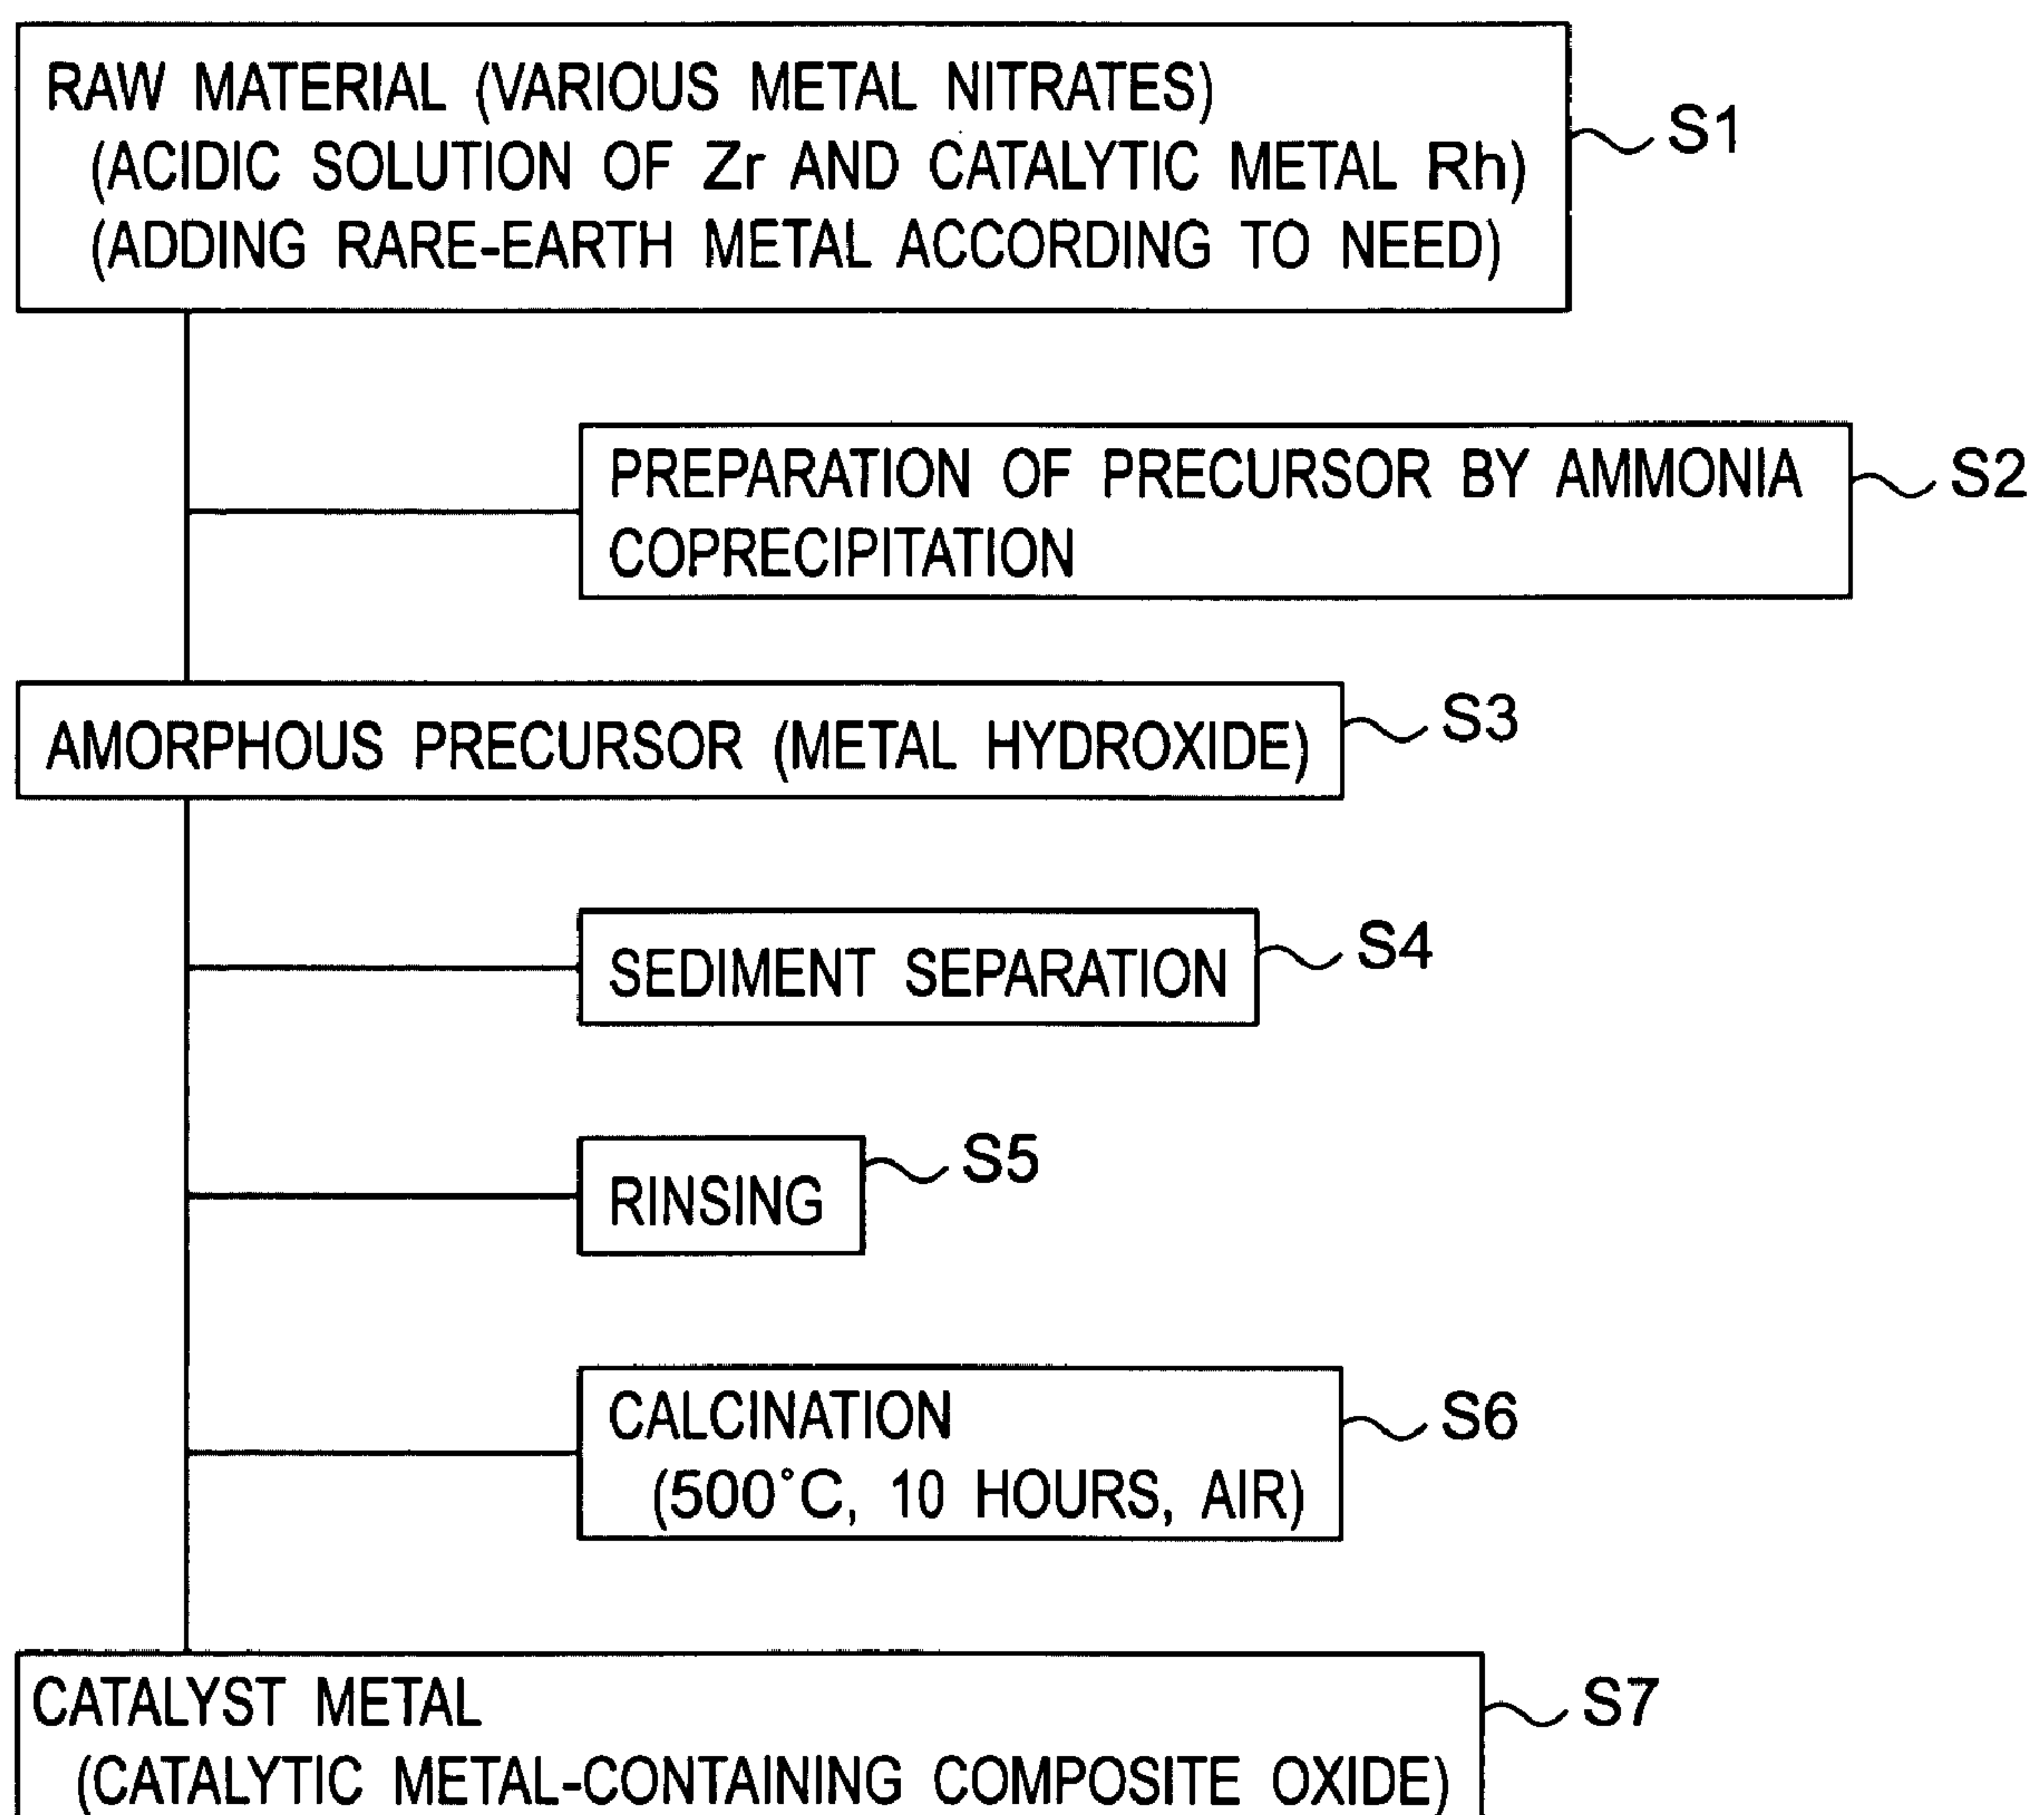 RAW MATERIAL (VARIOUS METAL NITRATES)
(ACIDIC SOLUTION OF Zr AND CATALYTIC METAL Rh)
(ADDING RARE-EARTH METAL ACCORDING TO NEED)
S1
PREPARATION OF PRECURSOR BY AMMONIA
COPRECIPITATION
S2
AMORPHOUS PRECURSOR (METAL HYDROXIDE)
S3
SEDIMENT SEPARATION
S4
RINSING
S5
CALCINATION
(500°C, 10 HOURS, AIR)
S6
CATALYST METAL
(CATALYTIC METAL-CONTAINING COMPOSITE OXIDE)
S7